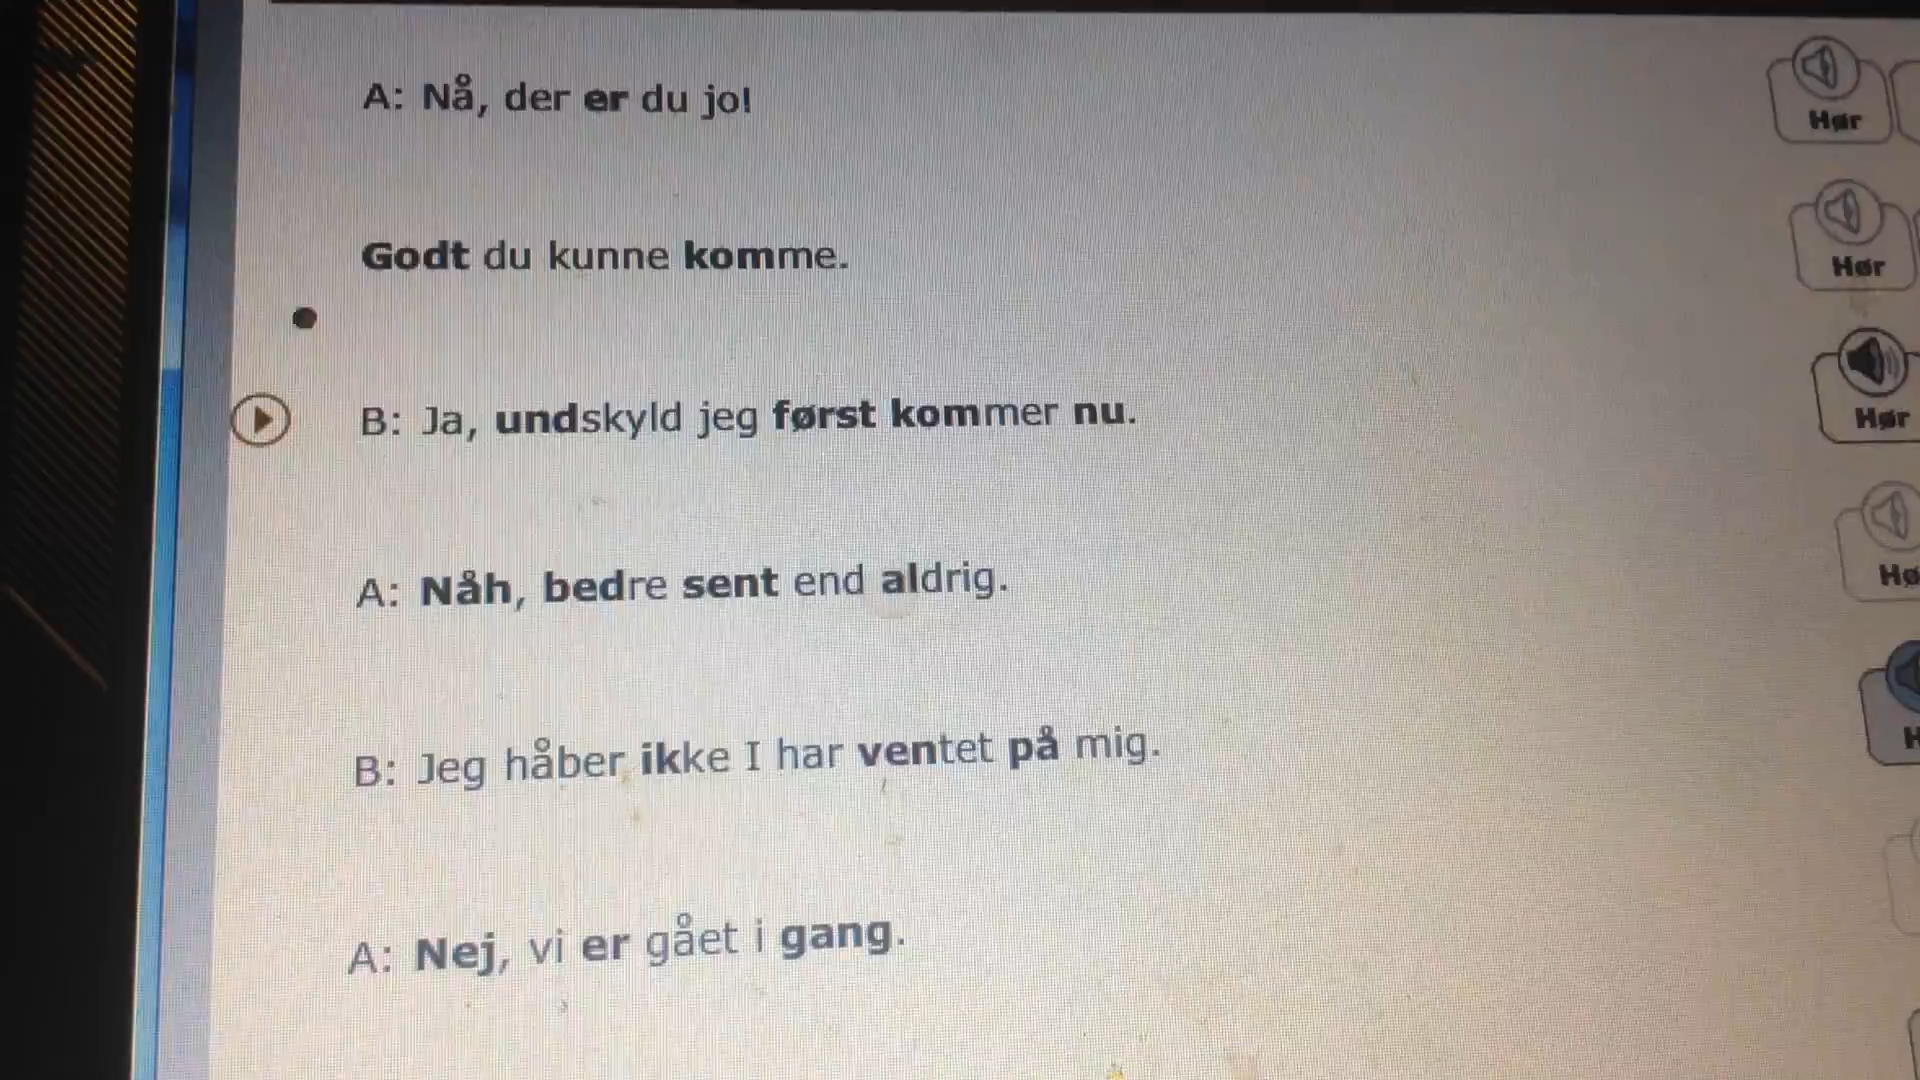 A: Nå, der er du jo!
Hør
Godt du kunne komme.
Hør
B: Ja, undskyld jeg først kommer nu.
Hør
A: Nåh, bedre sent end aldrig.
Hø
B: Jeg håber ikke I har ventet på mig.
H
A: Nej, vi er gået i gang.